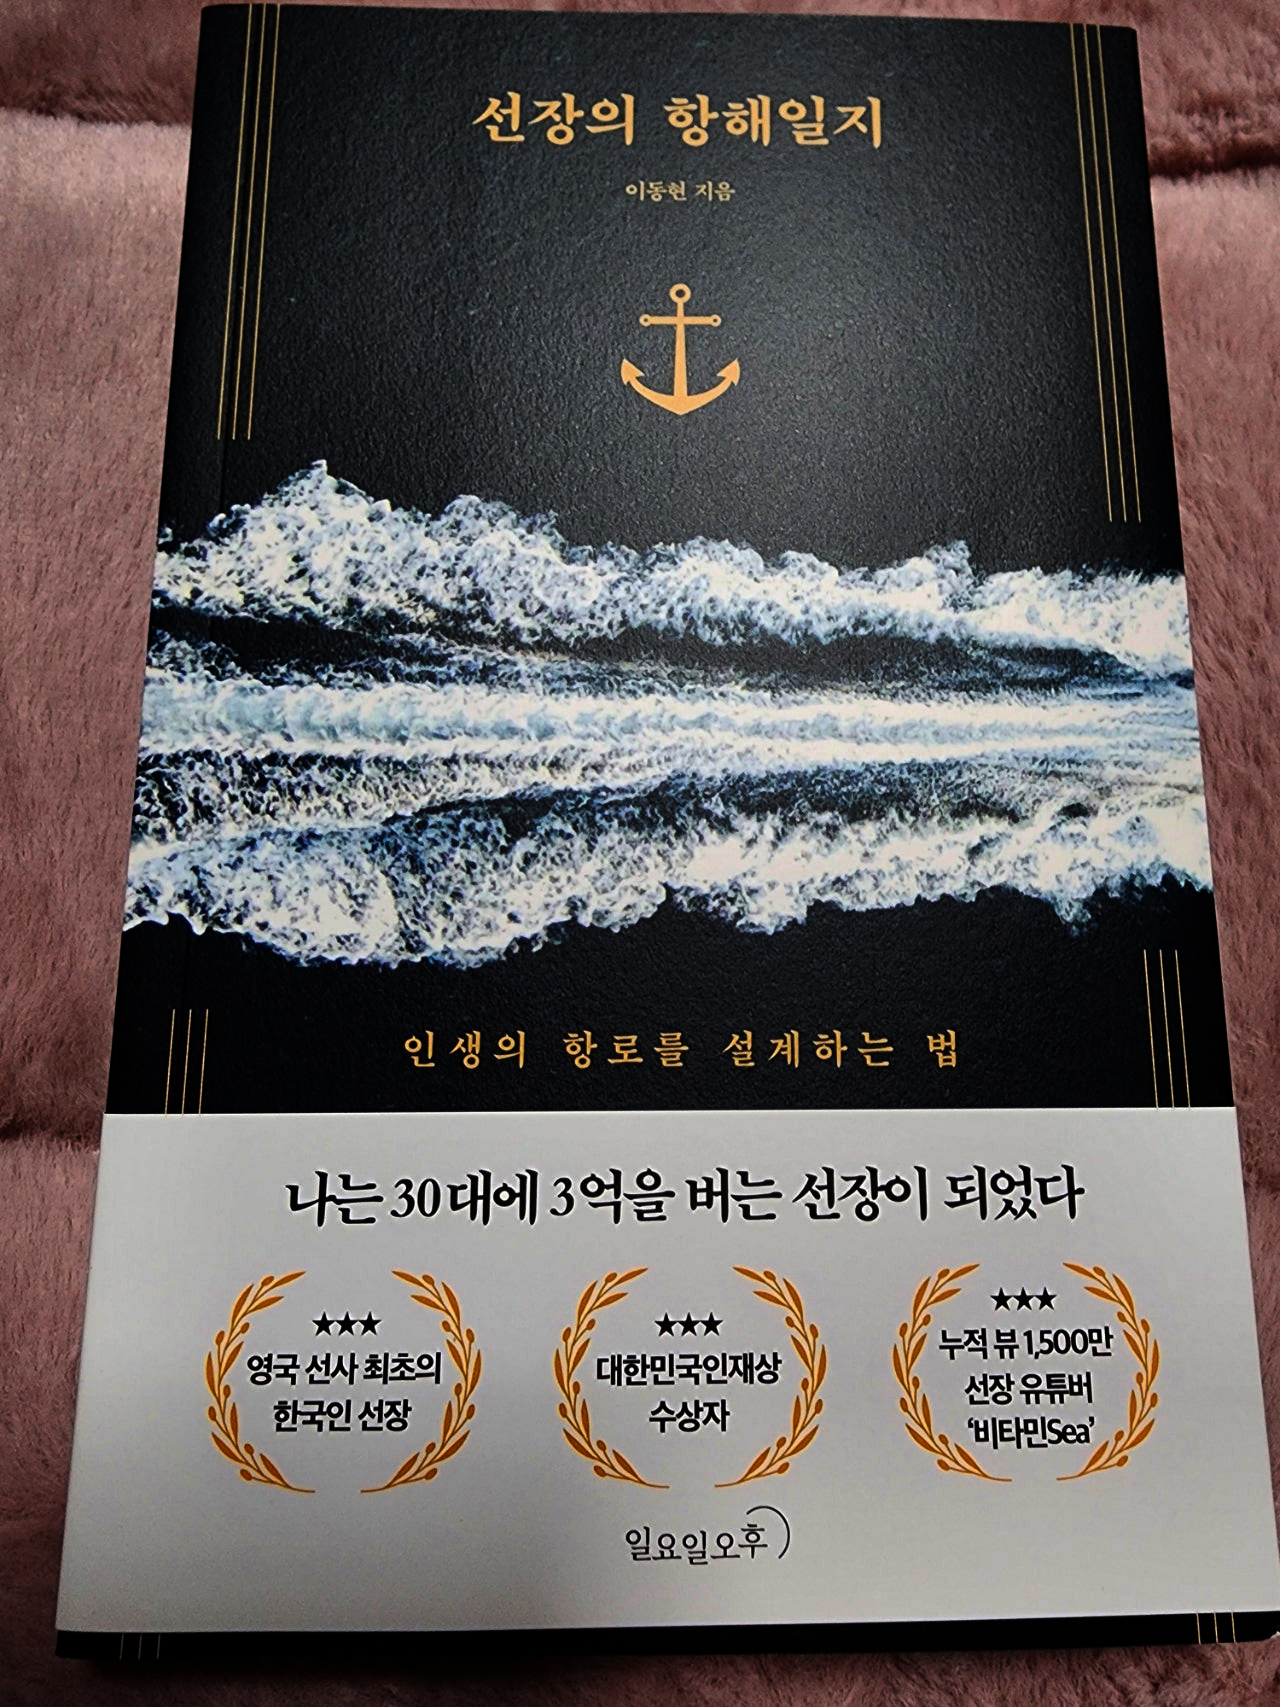 선장의 항해일지
이동현 지음
인생의 항로를 설계하는 법
나는 30대에 3억을 버는 선장이 되었다
★★★
영국 선사 최초의
한국인 선장
★★★
대한민국인재상
수상자
★★★
누적 뷰 1,500만
선장 유튜버
‘비타민Sea’
일요일오후